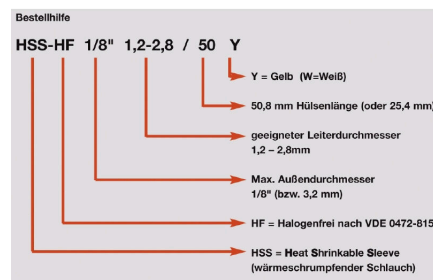 Bestellhilfe
HSS-HF 1/8" 1,2-2,8 / 50 Y
Y = Gelb (W=Weiß)
50,8 mm Hülsenlänge (oder 25,4 mm)
geeigneter Leiterdurchmesser
1,2 – 2,8mm
Max. Außendurchmesser
1/8" (bzw. 3,2 mm)
HF = Halogenfrei nach VDE 0472-815
HSS = Heat Shrinkable Sleeve
(wärmeschrumpfender Schlauch)